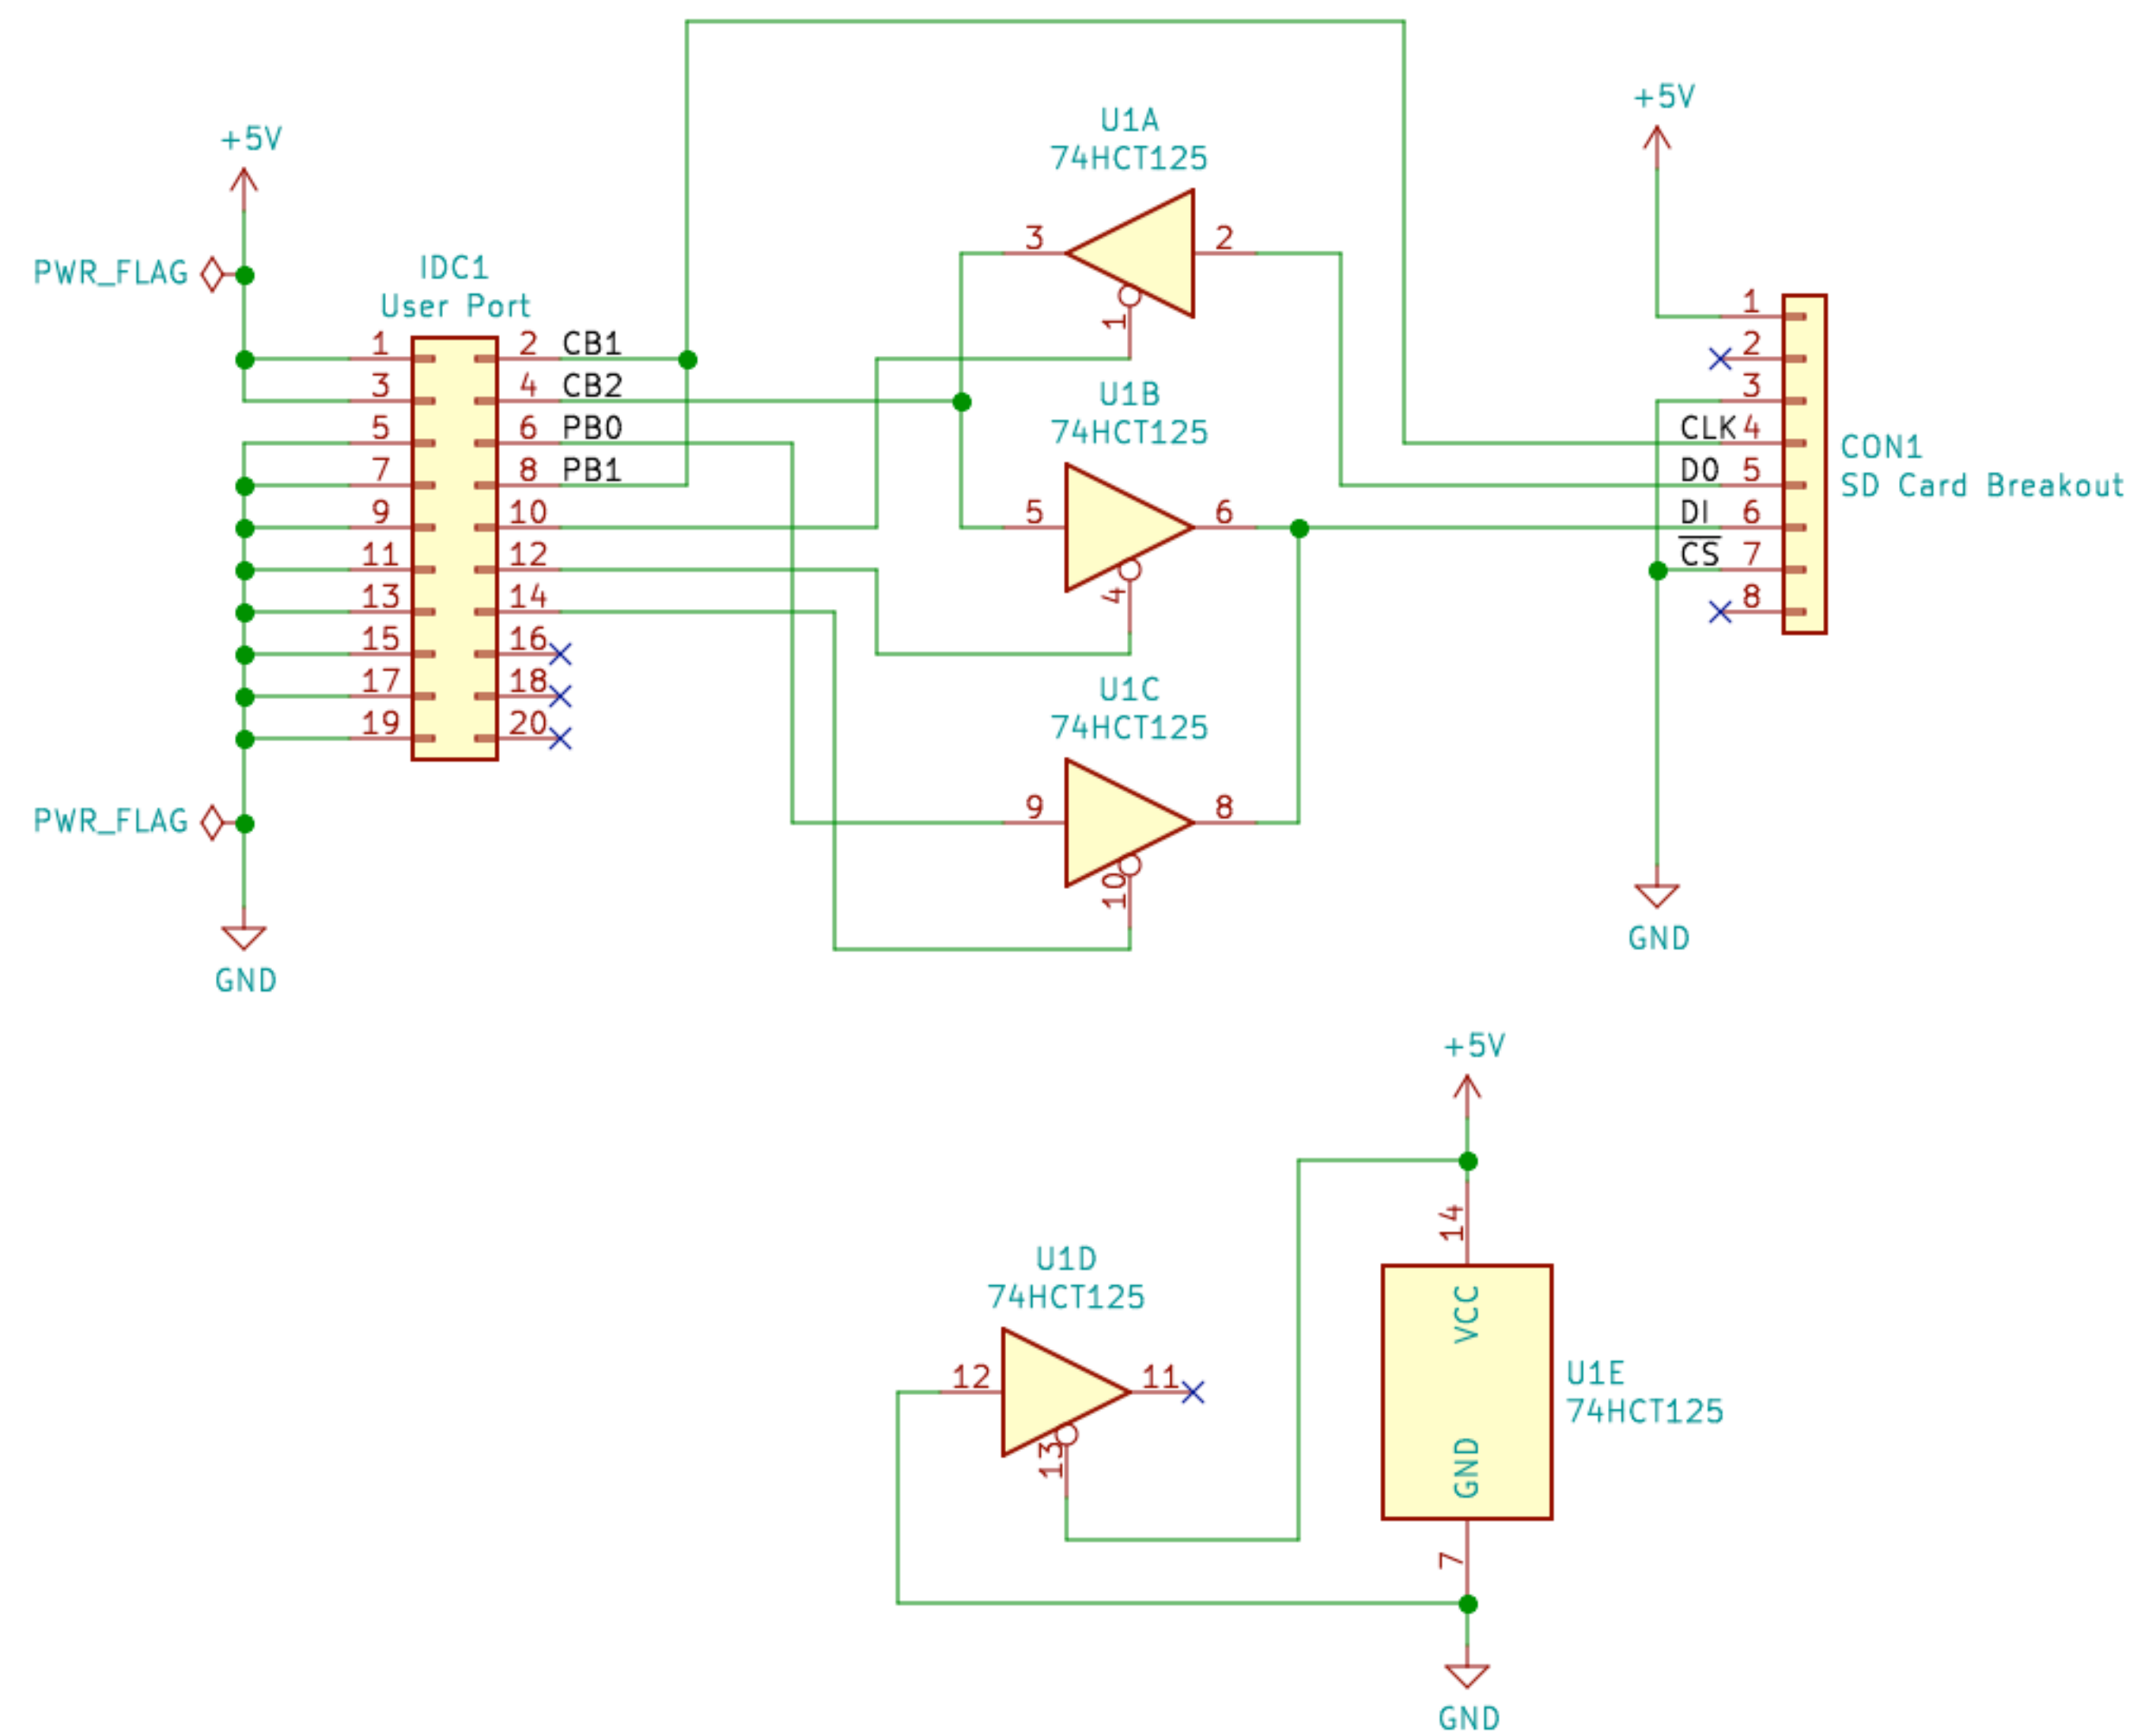 +5V
PWR_FLAG
IDC1
User Port
1 2 CB1
3 4 CB2
5 6 PB0
7 8 PB1
9 10
11 12
13 14
15 16
17 18
19 20
PWR_FLAG
GND
U1A
74HCT125
3 2
1
U1B
74HCT125
5 6
4
U1C
74HCT125
9 8
10
+5V
1
2
3
CLK 4
D0 5
DI 6
CS 7
8
CON1
SD Card Breakout
GND
+5V
14
U1D
74HCT125
12 11
13
VCC
GND
U1E
74HCT125
7
GND